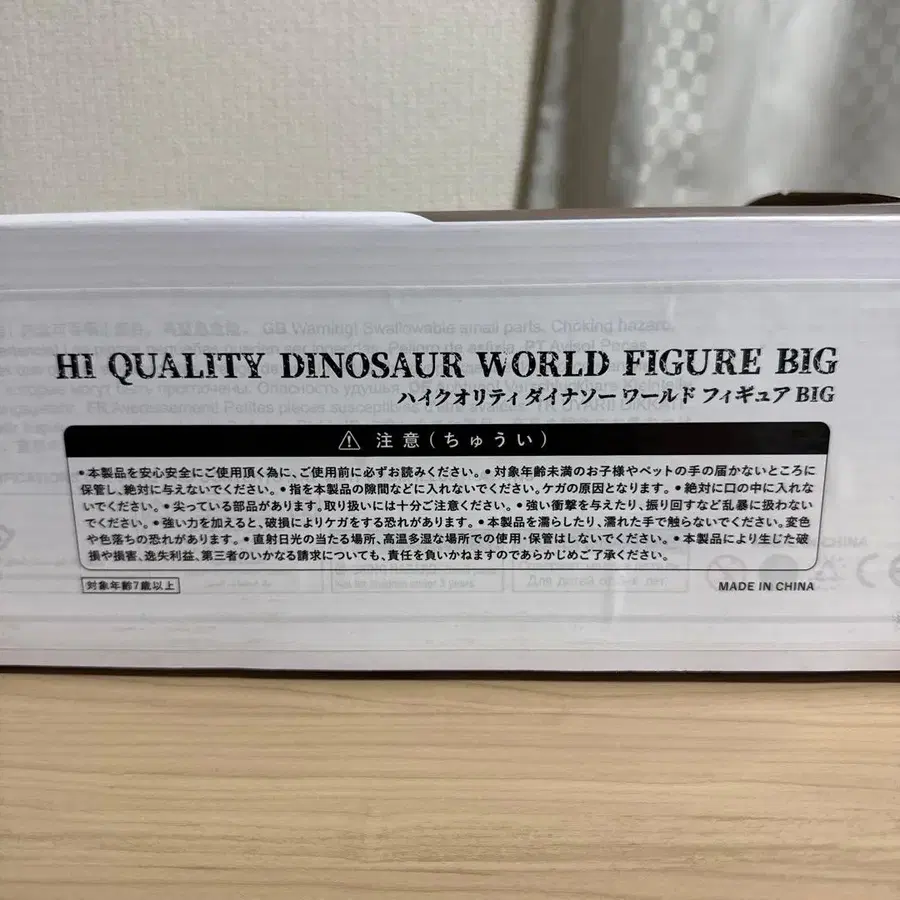 GB Warning! Swallowable small parts. Choking hazard.
HI QUALITY DINOSAUR WORLD FIGURE BIG
ハイクオリティ ダイナソー ワールド フィギュア BIG
⚠ 注意(ちゅうい)
●本製品を安心安全にご使用頂く為に、ご使用前に必ずお読みください。●対象年齢未満のお子様やペットの手の届かないところに
保管し、絶対に与えないでください。●指を本製品の隙間などに入れないでください。ケガの原因となります。●絶対に口の中に入れな
いでください。●尖っている部品があります。取り扱いには十分ご注意ください。●強い衝撃を与えたり、振り回すなど乱暴に扱わない
でください。●強い力を加えると、破損によりケガをする恐れがあります。●本製品を濡らしたり、濡れた手で触らないでください。変色
や色落ちの恐れがあります。●直射日光の当たる場所、高温多湿な場所での使用・保管はしないでください。●本製品により生じた破
損や損害、逸失利益、第三者のいかなる請求についても、責任を負いかねますのであらかじめご了承ください。
対象年齢7歳以上
MADE IN CHINA